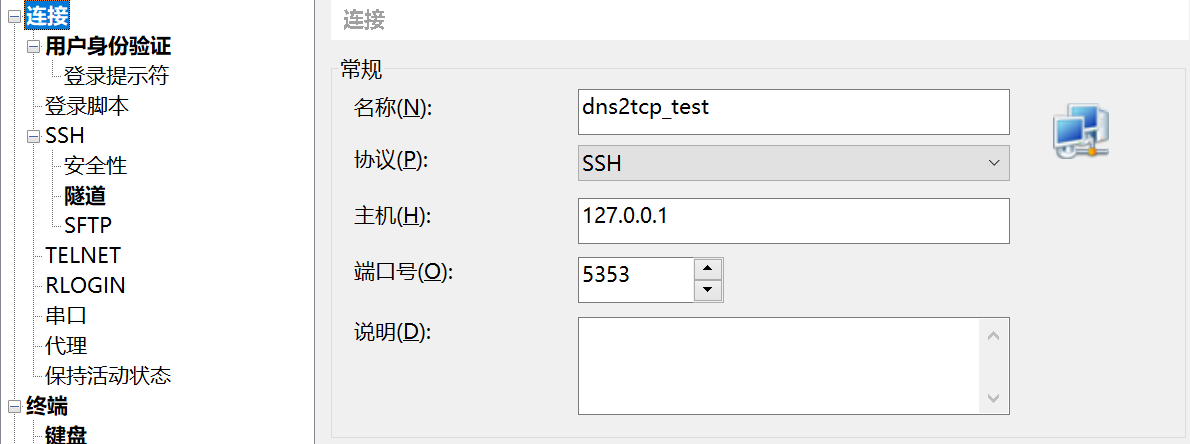 连接
用户身份验证
登录提示符
登录脚本
SSH
安全性
隧道
SFTP
TELNET
RLOGIN
串口
代理
保持活动状态
终端
键盘
连接
常规
名称(N):
dns2tcp_test
协议(P):
SSH
主机(H):
127.0.0.1
端口号(O):
5353
说明(D):